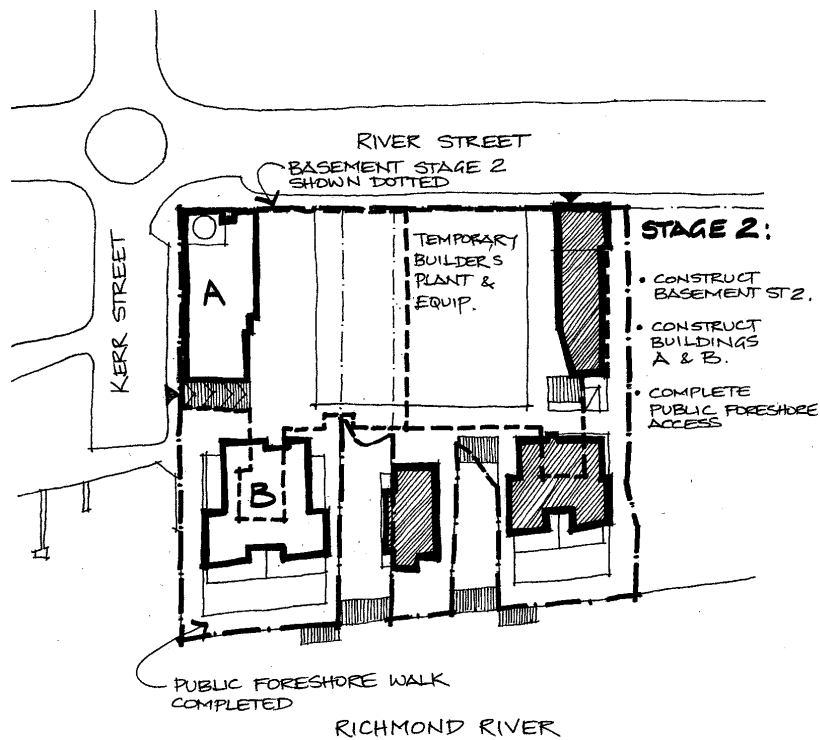 RIVER STREET
BASEMENT STAGE 2
SHOWN DOTTED
KERR STREET
A
TEMPORARY
BUILDERS
PLANT &
EQUIP.
STAGE 2:
• CONSTRUCT
BASEMENT ST 2.
• CONSTRUCT
BUILDINGS
A & B.
• COMPLETE
PUBLIC FORESHORE
ACCESS
B
PUBLIC FORESHORE WALK
COMPLETED
RICHMOND RIVER